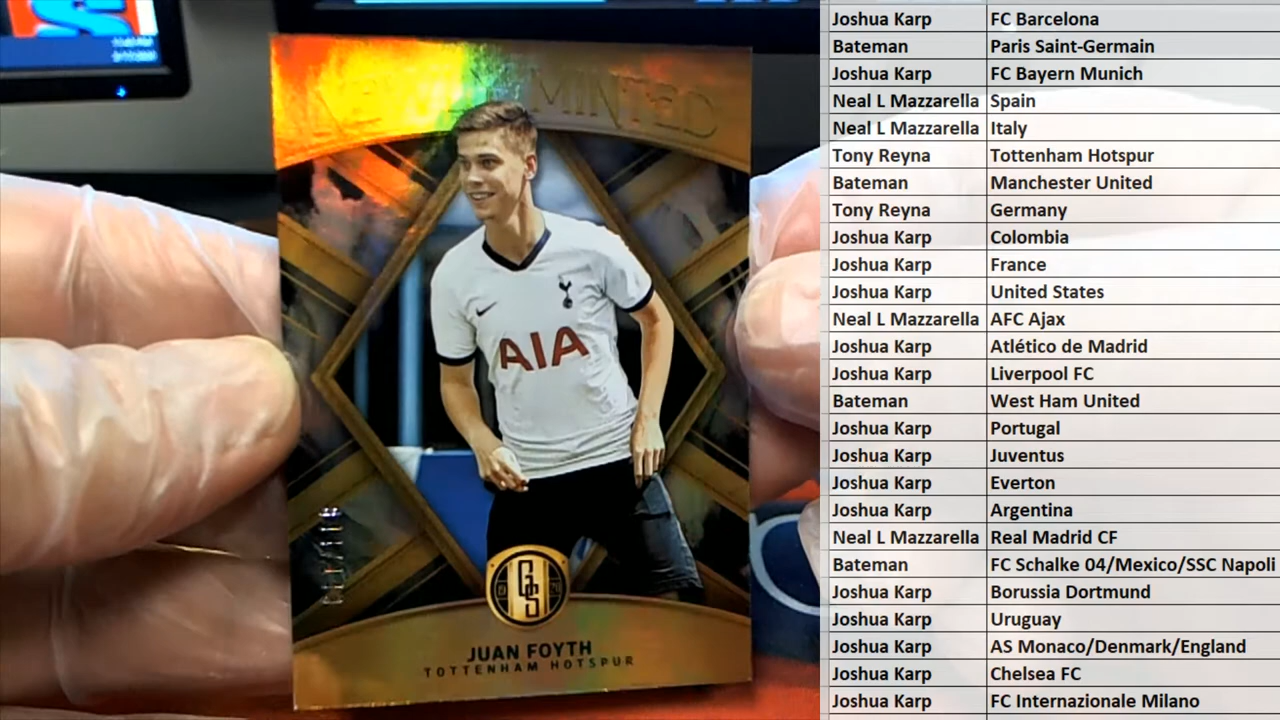 MINTED
AIA
GS
JUAN FOYTH
TOTTENHAM HOTSPUR
Joshua Karp FC Barcelona
Bateman Paris Saint-Germain
Joshua Karp FC Bayern Munich
Neal L Mazzarella Spain
Neal L Mazzarella Italy
Tony Reyna Tottenham Hotspur
Bateman Manchester United
Tony Reyna Germany
Joshua Karp Colombia
Joshua Karp France
Joshua Karp United States
Neal L Mazzarella AFC Ajax
Joshua Karp Atlético de Madrid
Joshua Karp Liverpool FC
Bateman West Ham United
Joshua Karp Portugal
Joshua Karp Juventus
Joshua Karp Everton
Joshua Karp Argentina
Neal L Mazzarella Real Madrid CF
Bateman FC Schalke 04/Mexico/SSC Napoli
Joshua Karp Borussia Dortmund
Joshua Karp Uruguay
Joshua Karp AS Monaco/Denmark/England
Joshua Karp Chelsea FC
Joshua Karp FC Internazionale Milano